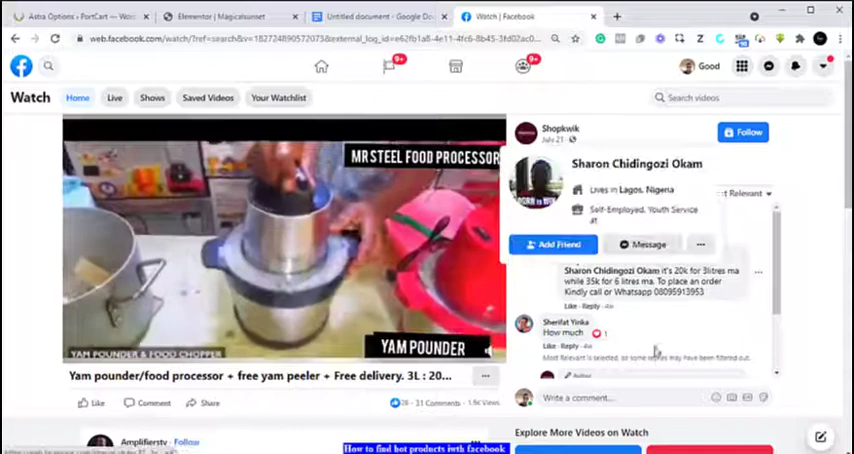 Astra Options ‹ PortCart — Wor
Elementor | Magicalsunset
Untitled document - Google Do
Watch | Facebook
web.facebook.com/watch/?ref=search&v=182724890572075&external_log_id=e62fb1a8-4e11-4fc6-8b45-3fd02ac0
9+
9+
Good
Watch
Home
Live
Shows
Saved Videos
Your Watchlist
Search videos
MR STEEL FOOD PROCESSOR
YAM POUNDER
YAM POUNDER & FOOD CHOPPER
Yam pounder/food processor + free yam peeler + Free delivery. 3L : 20...
Like
Comment
Share
28 · 31 Comments · 1.6K Views
Amplifierstv · Follow
Shopkwik
July 21
Follow
Sharon Chidingozi Okam
Lives in Lagos, Nigeria
Self-Employed, Youth Service
at
Add Friend
Message
t Relevant
Sharon Chidingozi Okam it's 20k for 3litres ma
while 35k for 6 litres ma. To place an order
Kindly call or Whatsapp 08095913953
Like · Reply · 4w
Sherifat Yinka
How much
1
Like · Reply · 4w
Most Relevant is selected, so some replies may have been filtered out.
Author
Write a comment...
Explore More Videos on Watch
How to find hot products iwth facebook